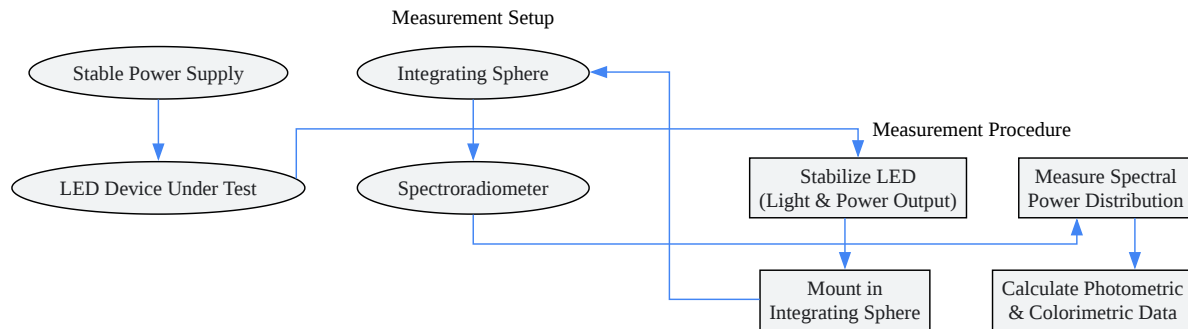 Measurement Setup
Stable Power Supply
Integrating Sphere
LED Device Under Test
Spectroradiometer
Measurement Procedure
Stabilize LED
(Light & Power Output)
Measure Spectral
Power Distribution
Mount in
Integrating Sphere
Calculate Photometric
& Colorimetric Data